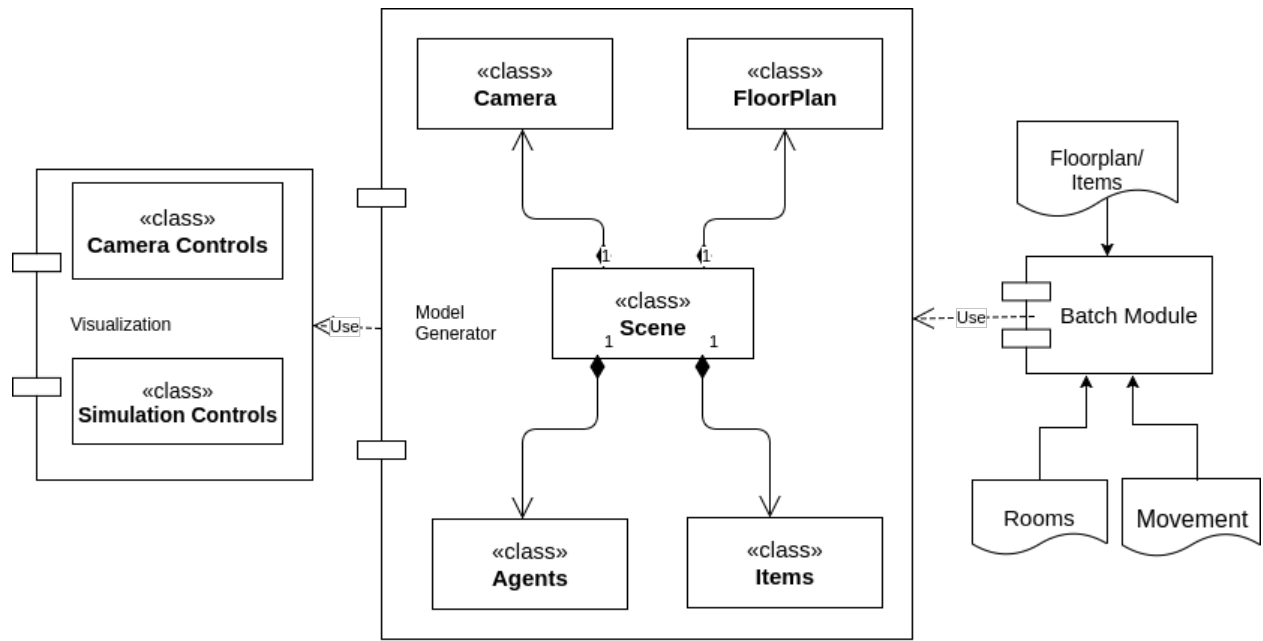 «class»
Camera
«class»
FloorPlan
Floorplan/
Items
«class»
Camera Controls
1
1
«class»
Scene
Model
Generator
Visualization
Use
Use
Batch Module
1
1
«class»
Simulation Controls
Rooms
Movement
«class»
Agents
«class»
Items